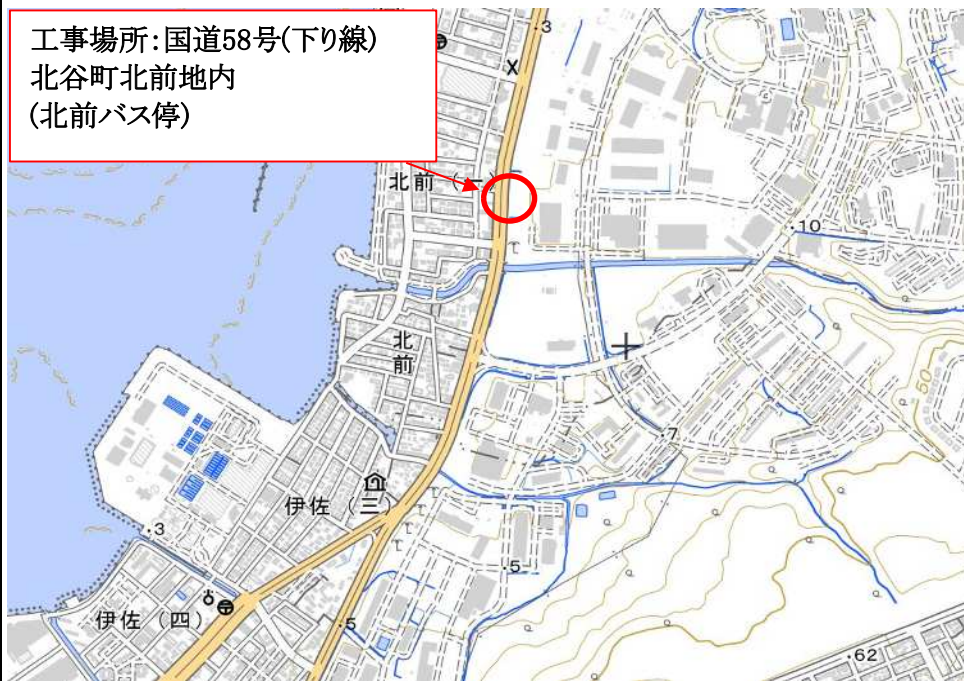 工事場所:国道58号(下り線)
北谷町北前地内
(北前バス停)
3
北前（一）
10
北前
50
7
伊佐（三）
3
5
伊佐（四）
5
62